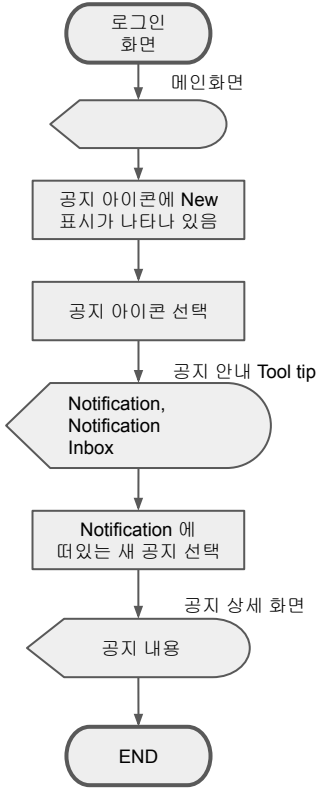 로그인
화면
메인화면
공지 아이콘에 New
표시가 나타나 있음
공지 아이콘 선택
공지 안내 Tool tip
Notification,
Notification
Inbox
Notification 에
떠있는 새 공지 선택
공지 상세 화면
공지 내용
END